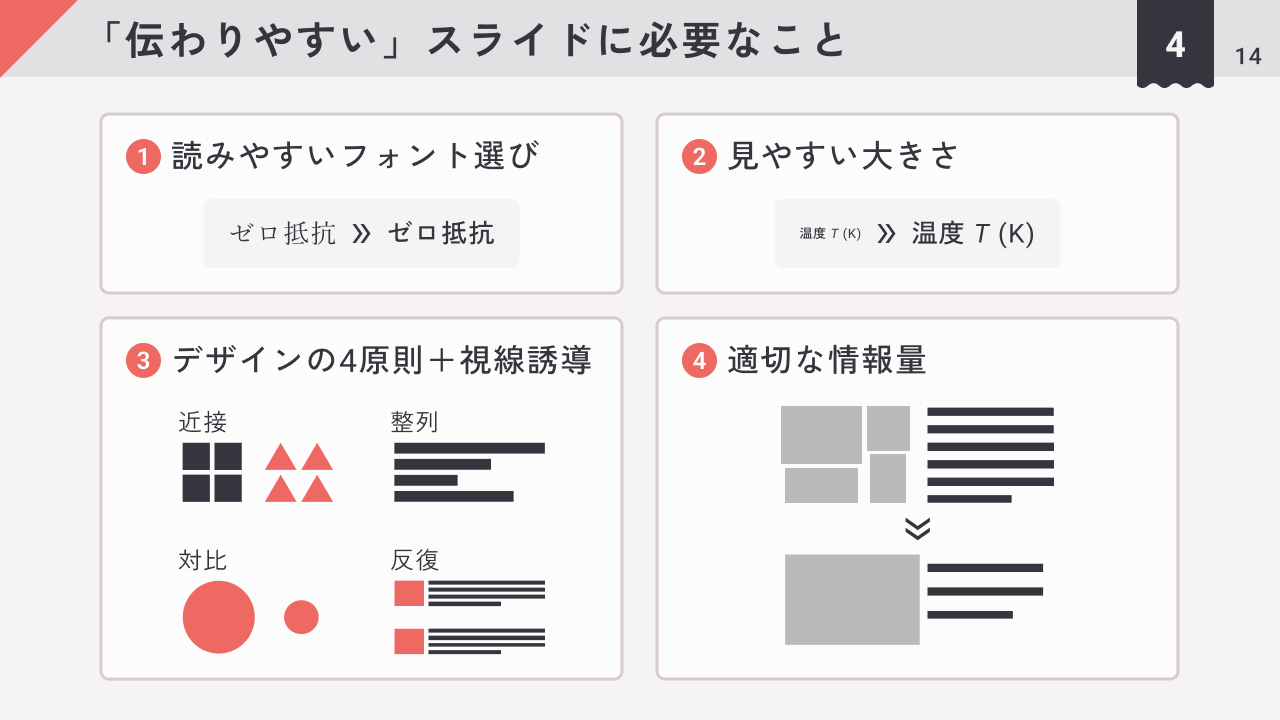 「伝わりやすい」スライドに必要なこと
4
14
1 読みやすいフォント選び
ゼロ抵抗 » ゼロ抵抗
2 見やすい大きさ
温度 T (K) » 温度 T (K)
3 デザインの4原則＋視線誘導
近接
整列
対比
反復
4 適切な情報量